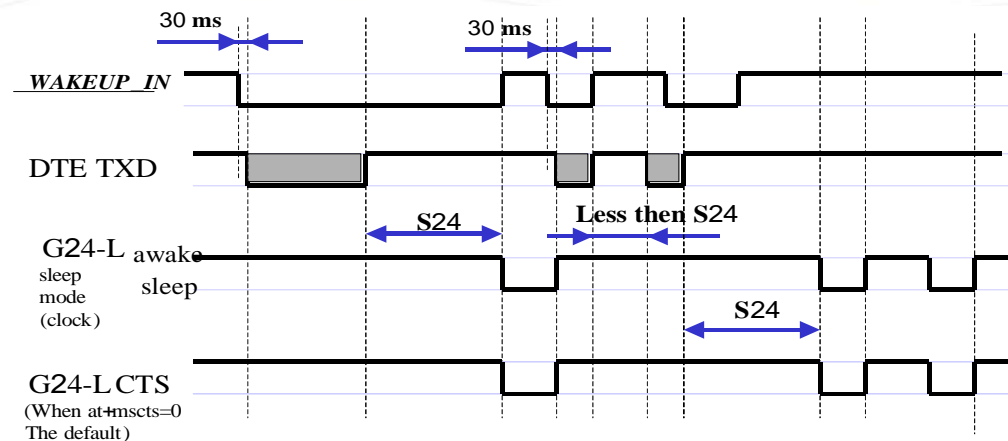 30 ms
30 ms
WAKEUP_IN
DTE TXD
S24
Less then S24
G24-L awake
sleep
sleep
mode
(clock)
S24
G24-L CTS
(When at+mscts=0
The default)